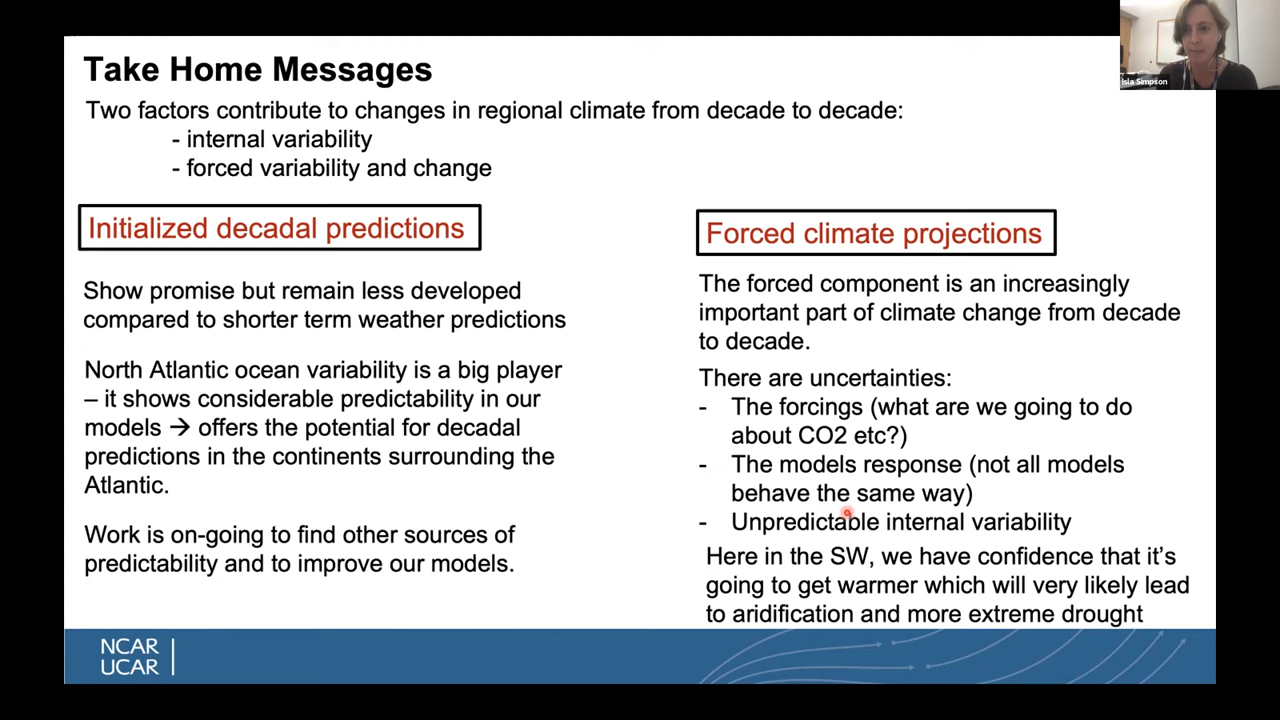 Take Home Messages
Two factors contribute to changes in regional climate from decade to decade:
- internal variability
- forced variability and change
Initialized decadal predictions
Show promise but remain less developed
compared to shorter term weather predictions
North Atlantic ocean variability is a big player
– it shows considerable predictability in our
models → offers the potential for decadal
predictions in the continents surrounding the
Atlantic.
Work is on-going to find other sources of
predictability and to improve our models.
Forced climate projections
The forced component is an increasingly
important part of climate change from decade
to decade.
There are uncertainties:
- The forcings (what are we going to do
about CO2 etc?)
- The models response (not all models
behave the same way)
- Unpredictable internal variability
Here in the SW, we have confidence that it's
going to get warmer which will very likely lead
to aridification and more extreme drought
NCAR
UCAR
Isla Simpson